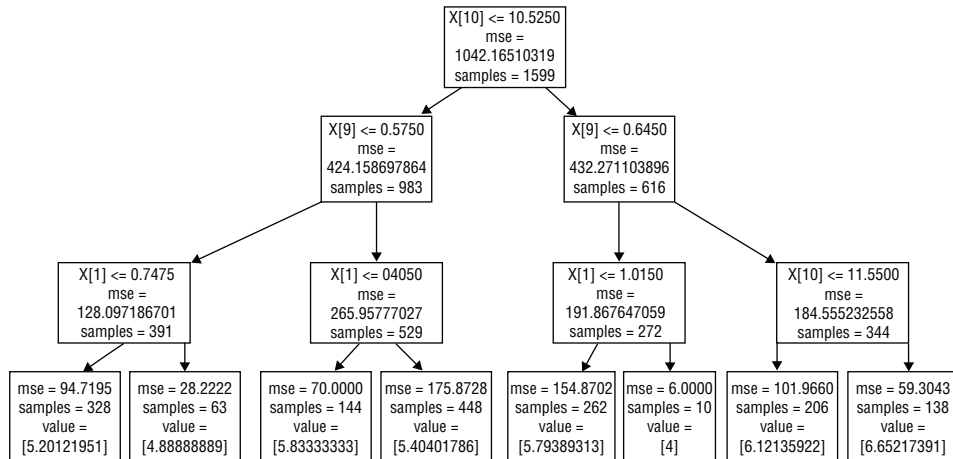 X[10] <= 10.5250
mse =
1042.16510319
samples = 1599
X[9] <= 0.5750
mse =
424.158697864
samples = 983
X[9] <= 0.6450
mse =
432.271103896
samples = 616
X[1] <= 0.7475
mse =
128.097186701
samples = 391
X[1] <= 04050
mse =
265.95777027
samples = 529
X[1] <= 1.0150
mse =
191.867647059
samples = 272
X[10] <= 11.5500
mse =
184.555232558
samples = 344
mse = 94.7195
samples = 328
value =
[5.20121951]
mse = 28.2222
samples = 63
value =
[4.88888889]
mse = 70.0000
samples = 144
value =
[5.83333333]
mse = 175.8728
samples = 448
value =
[5.40401786]
mse = 154.8702
samples = 262
value =
[5.79389313]
mse = 6.0000
samples = 10
value =
[4]
mse = 101.9660
samples = 206
value =
[6.12135922]
mse = 59.3043
samples = 138
value =
[6.65217391]